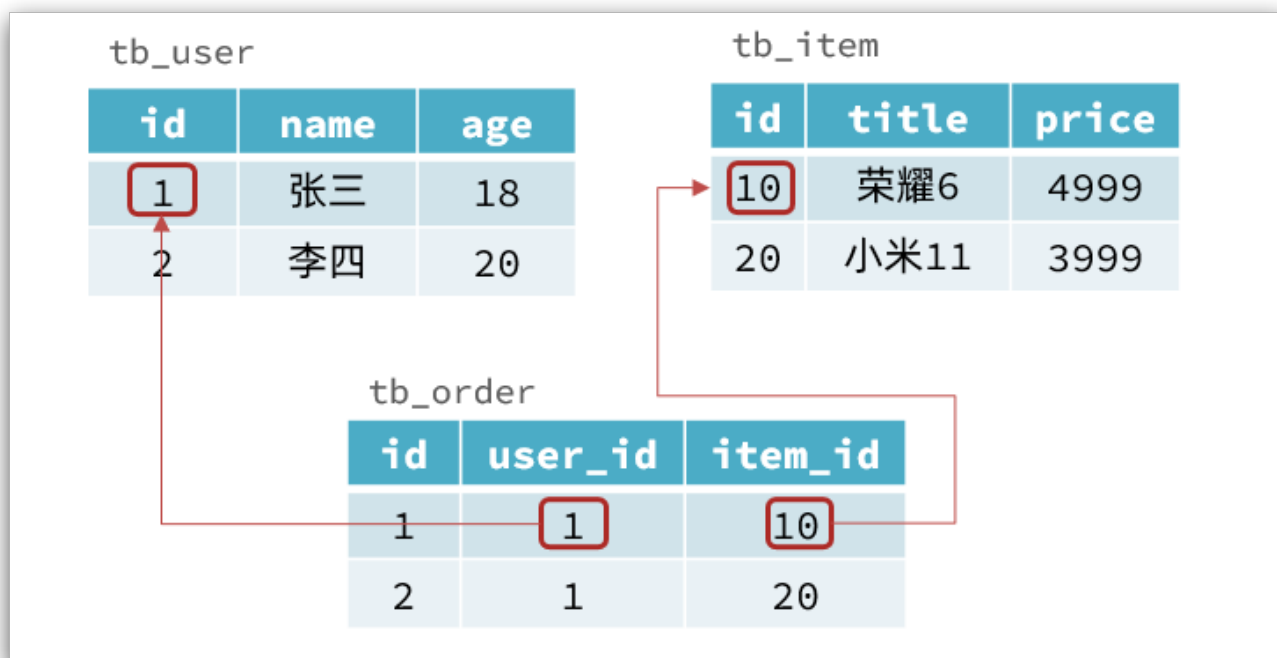 tb_user
id name age
1 张三 18
2 李四 20
tb_item
id title price
10 荣耀6 4999
20 小米11 3999
tb_order
id user_id item_id
1 1 10
2 1 20